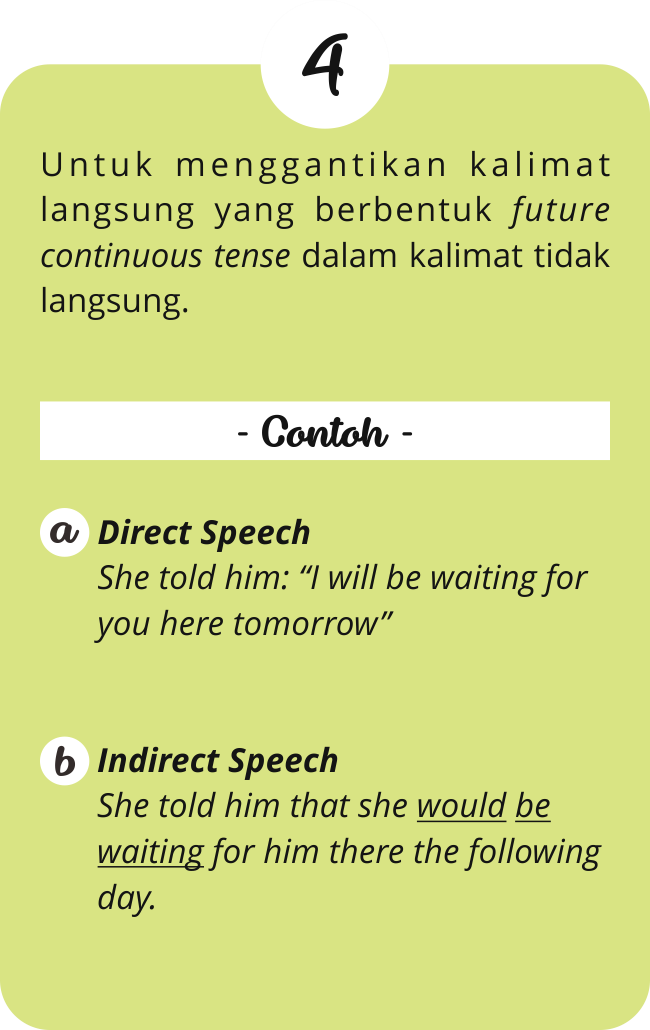 4
Untuk menggantikan kalimat
langsung yang berbentuk future
continuous tense dalam kalimat tidak
langsung.
- Contoh -
a Direct Speech
She told him: “I will be waiting for
you here tomorrow”
b Indirect Speech
She told him that she would be
waiting for him there the following
day.